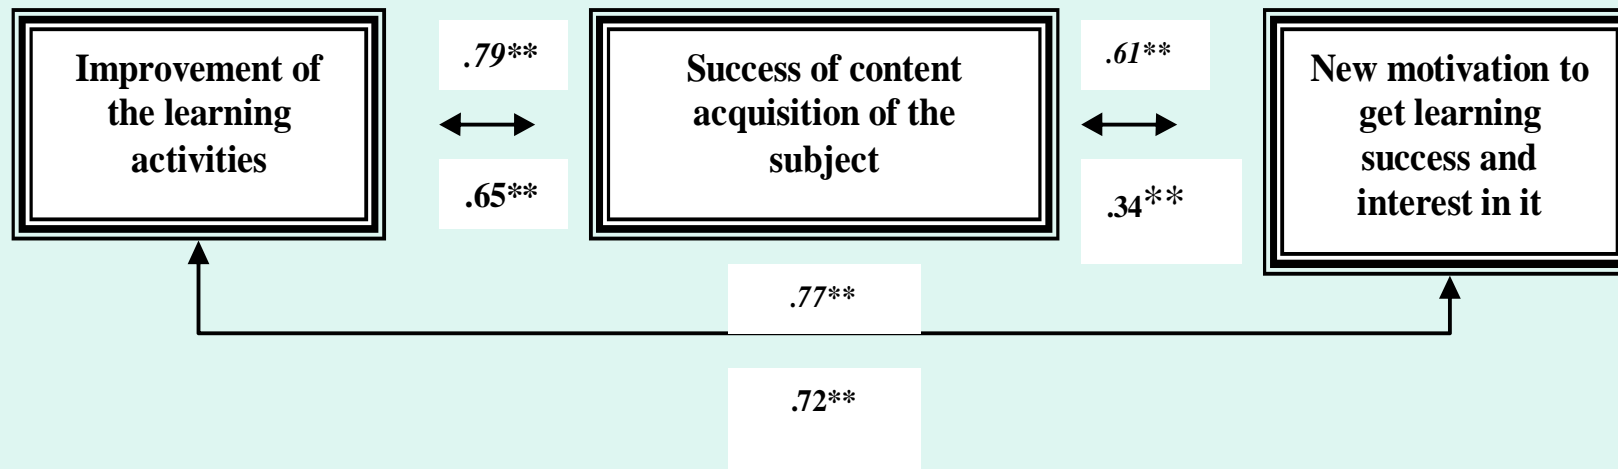 Improvement of
the learning
activities
.79**
.65**
Success of content
acquisition of the
subject
.61**
.34**
New motivation to
get learning
success and
interest in it
.77**
.72**